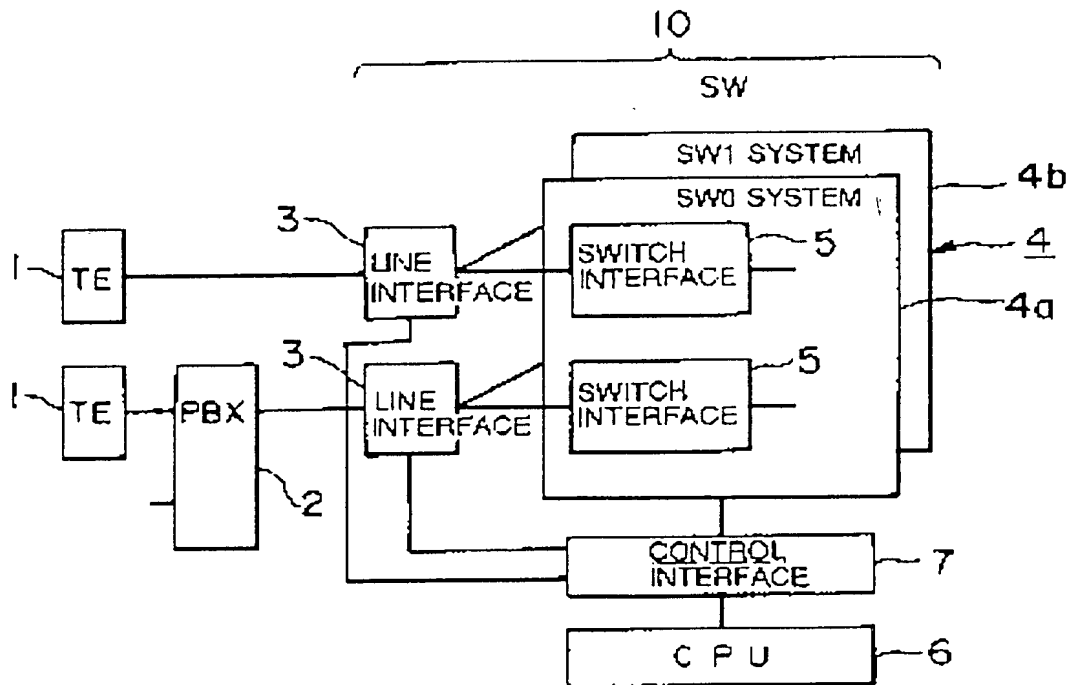 10
SW
SW1 SYSTEM
4b
SW0 SYSTEM
4
3
5
1
TE
LINE
INTERFACE
SWITCH
INTERFACE
4a
3
5
1
TE
PBX
LINE
INTERFACE
SWITCH
INTERFACE
2
CONTROL
INTERFACE
7
CPU
6